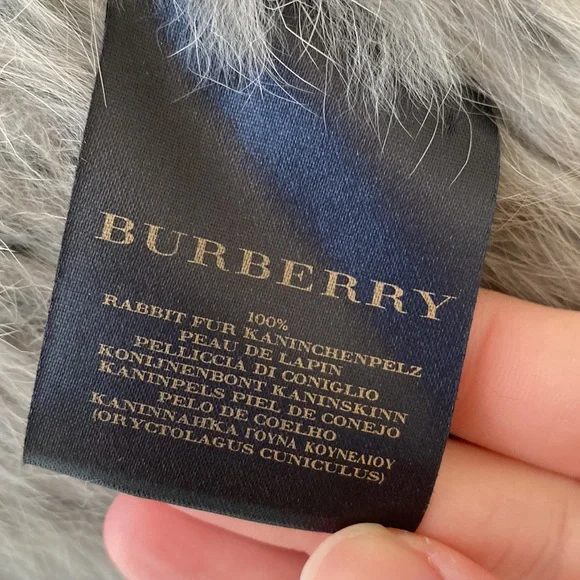 BURBERRY
100%
RABBIT FUR KANINCHENPELZ
PEAU DE LAPIN
PELLICCIA DI CONIGLIO
KONIJNENBONT KANINSKINN
KANINPELS PIEL DE CONEJO
PELO DE COELHO
KANINNAHKA ΓΟΥΝΑ ΚΟΥΝΕΛΙΟΥ
(ORYCTOLAGUS CUNICULUS)